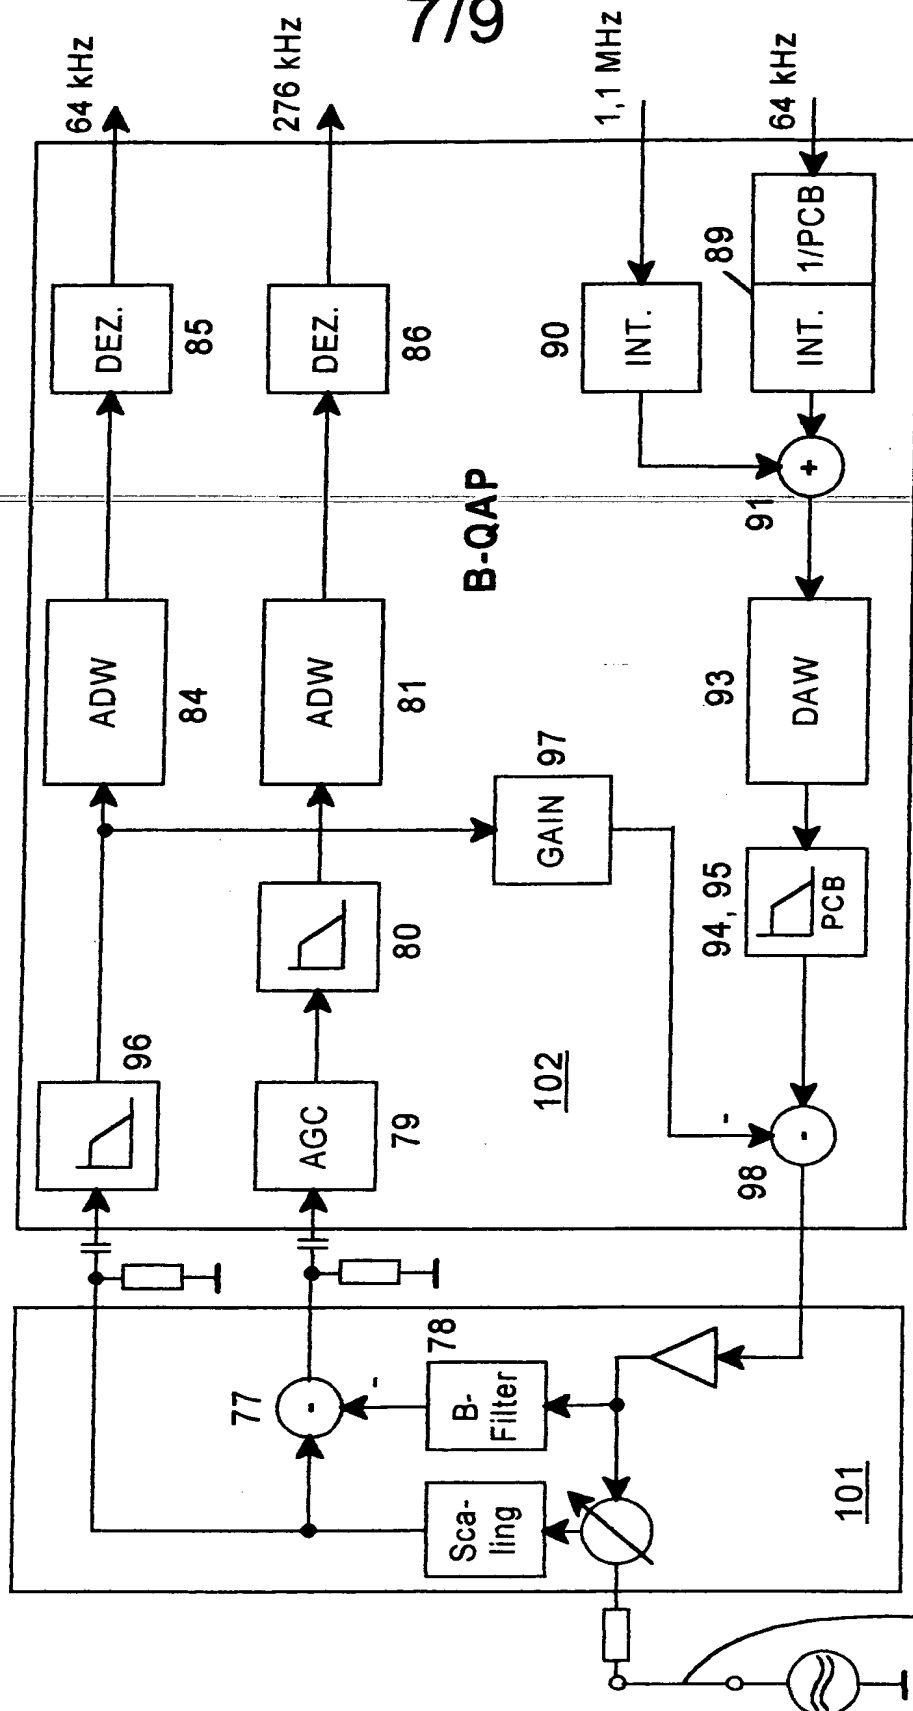 7/9
64 kHz
276 kHz
1,1 MHz
64 kHz
DEZ.
85
DEZ.
86
90
INT.
89
INT.
1/PCB
+
91
B-QAP
ADW
84
ADW
81
GAIN
97
93
DAW
94, 95
PCB
96
80
AGC
79
102
-
-
98
77
-
-
78
B-
Filter
Sca-
ling
101